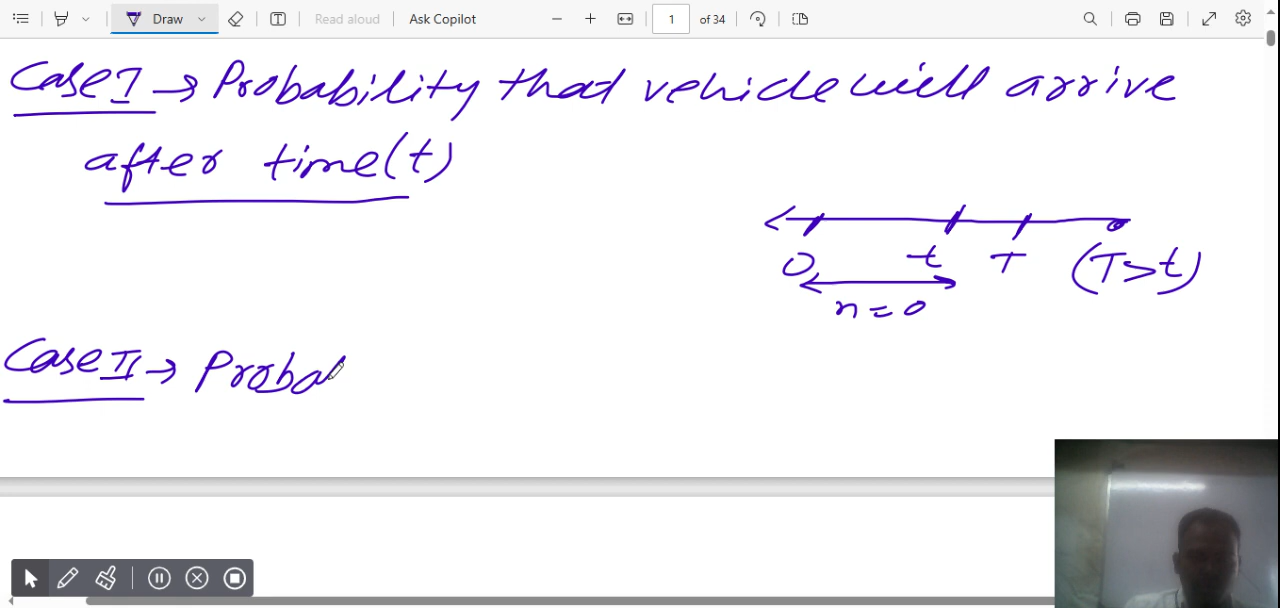 Draw
Read aloud
Ask Copilot
1 of 34
Case I → Probability that vehicle will arrive
after time(t)
0 t T (T>t)
n = 0
Case II → Proba